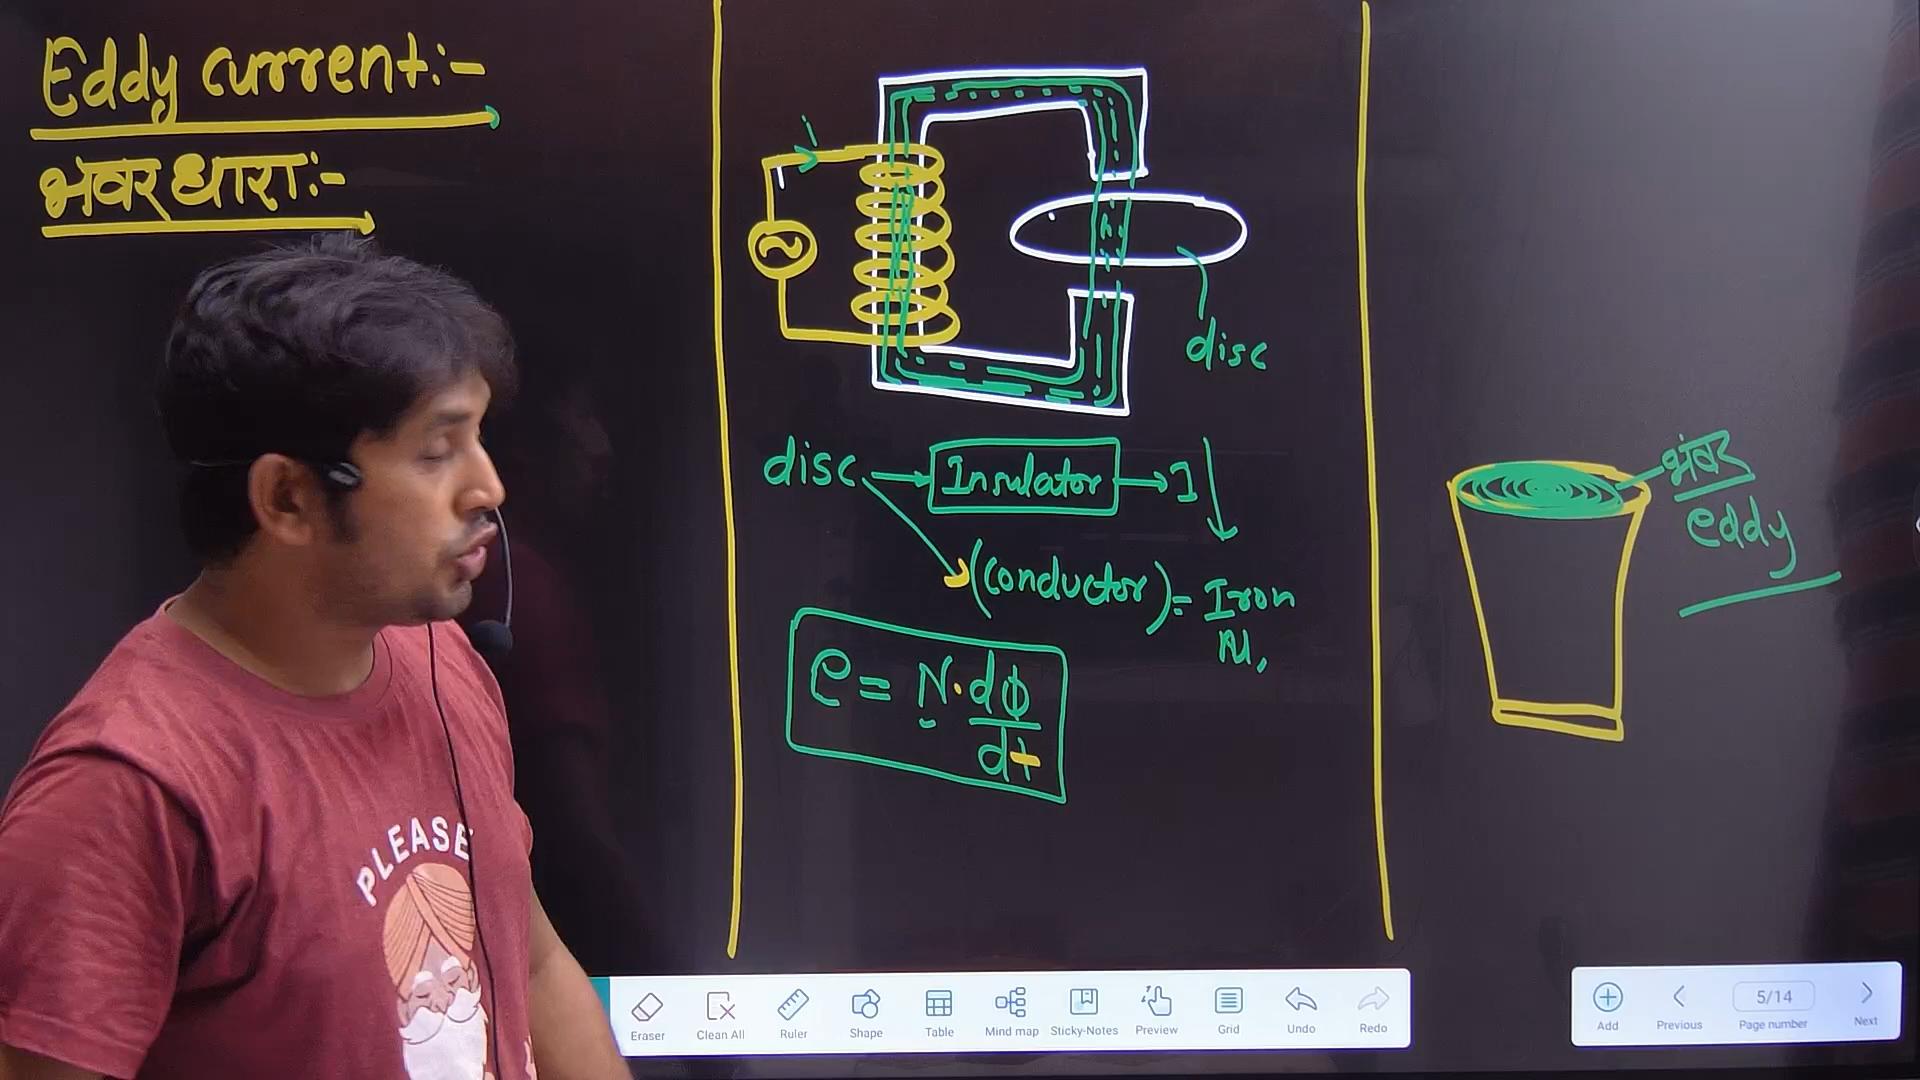 Eddy current:-
भवर धारा:-
i
disc
disc → Insulator → I ↓
(conductor) = Iron
Al,
e = N. dΦ/dt
भंवर
eddy
PLEASE
Eraser
Clean All
Ruler
Shape
Table
Mind map
Sticky-Notes
Preview
Grid
Undo
Redo
Add
Previous
5/14
Page number
Next